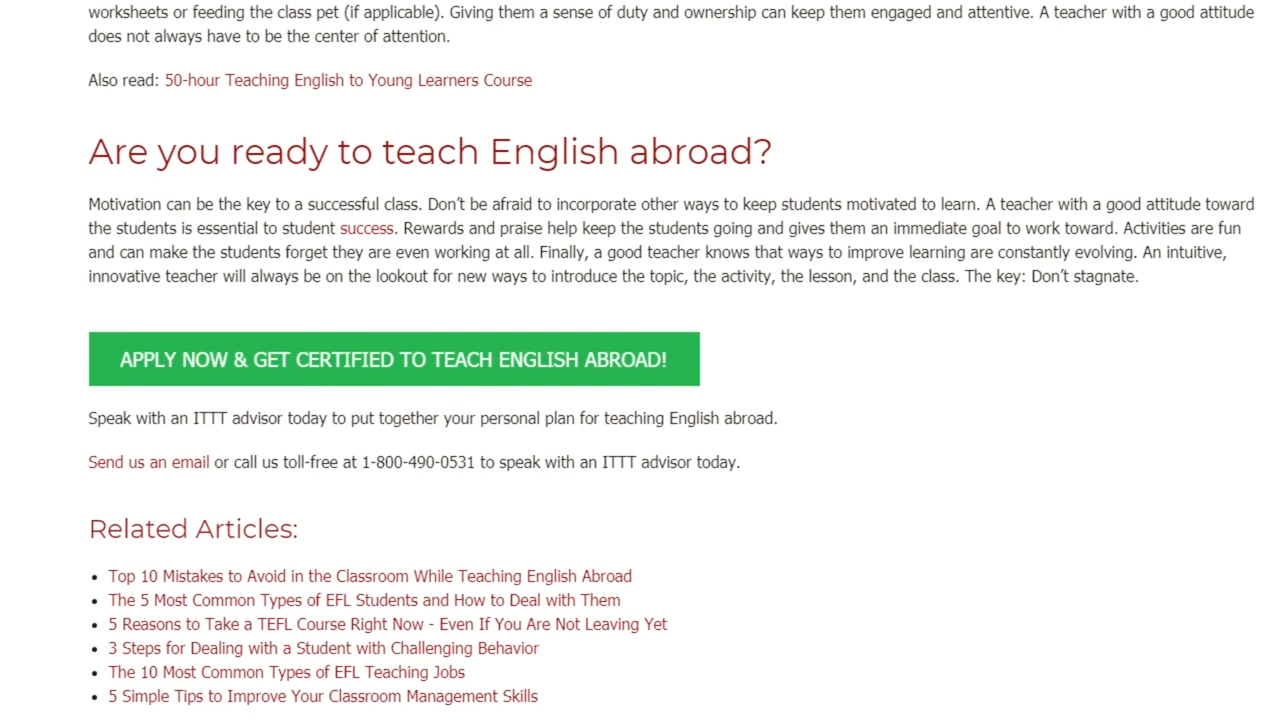 worksheets or feeding the class pet (if applicable). Giving them a sense of duty and ownership can keep them engaged and attentive. A teacher with a good attitude
does not always have to be the center of attention.
Also read: 50-hour Teaching English to Young Learners Course
Are you ready to teach English abroad?
Motivation can be the key to a successful class. Don’t be afraid to incorporate other ways to keep students motivated to learn. A teacher with a good attitude toward
the students is essential to student success. Rewards and praise help keep the students going and gives them an immediate goal to work toward. Activities are fun
and can make the students forget they are even working at all. Finally, a good teacher knows that ways to improve learning are constantly evolving. An intuitive,
innovative teacher will always be on the lookout for new ways to introduce the topic, the activity, the lesson, and the class. The key: Don’t stagnate.
APPLY NOW & GET CERTIFIED TO TEACH ENGLISH ABROAD!
Speak with an ITTT advisor today to put together your personal plan for teaching English abroad.
Send us an email or call us toll-free at 1-800-490-0531 to speak with an ITTT advisor today.
Related Articles:
• Top 10 Mistakes to Avoid in the Classroom While Teaching English Abroad
• The 5 Most Common Types of EFL Students and How to Deal with Them
• 5 Reasons to Take a TEFL Course Right Now - Even If You Are Not Leaving Yet
• 3 Steps for Dealing with a Student with Challenging Behavior
• The 10 Most Common Types of EFL Teaching Jobs
• 5 Simple Tips to Improve Your Classroom Management Skills